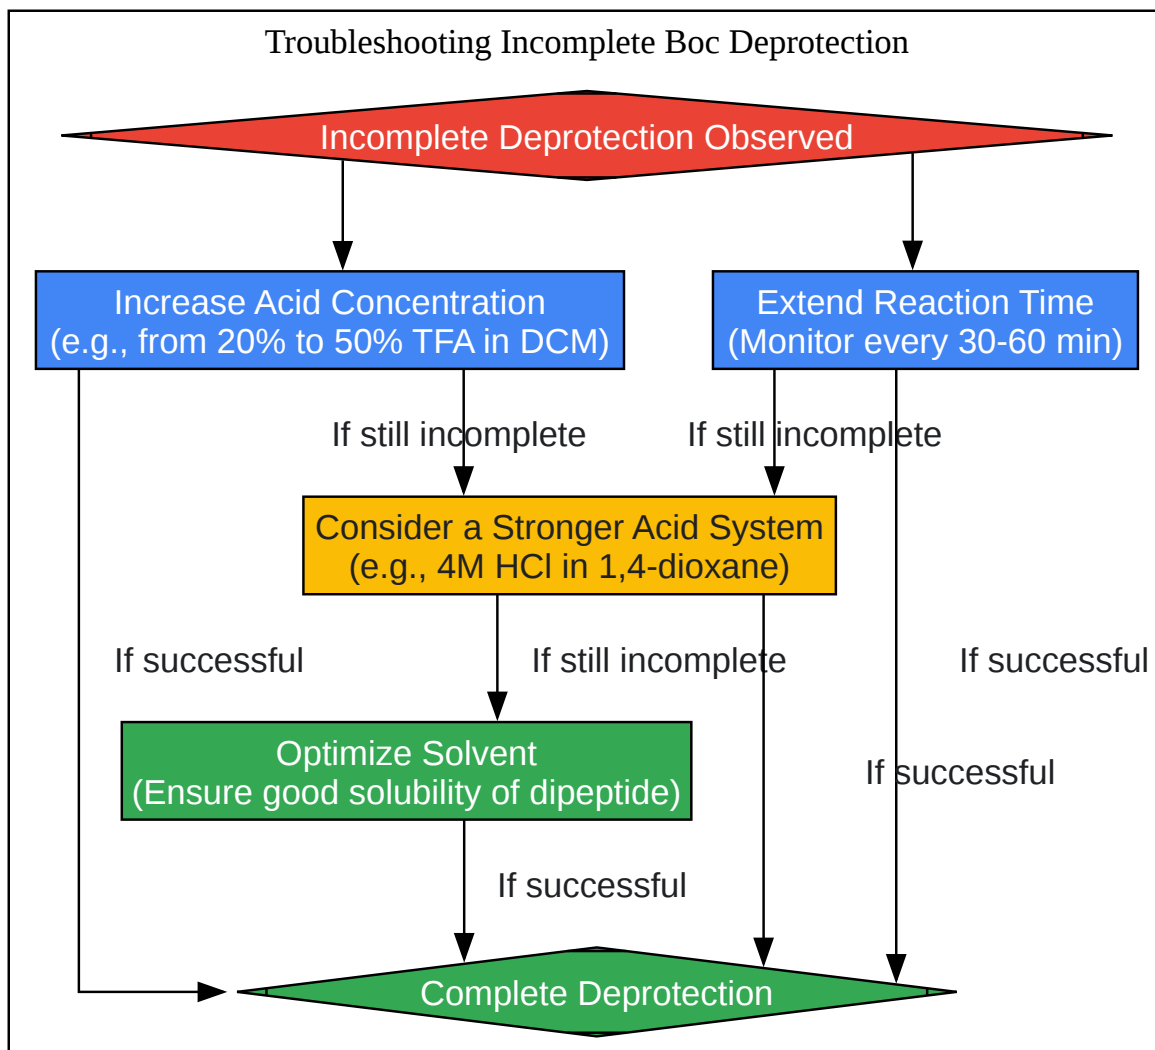 Troubleshooting Incomplete Boc Deprotection
Incomplete Deprotection Observed
Increase Acid Concentration
(e.g., from 20% to 50% TFA in DCM)
Extend Reaction Time
(Monitor every 30-60 min)
If still incomplete
If still incomplete
Consider a Stronger Acid System
(e.g., 4M HCl in 1,4-dioxane)
If successful
If still incomplete
If successful
Optimize Solvent
(Ensure good solubility of dipeptide)
If successful
If successful
Complete Deprotection